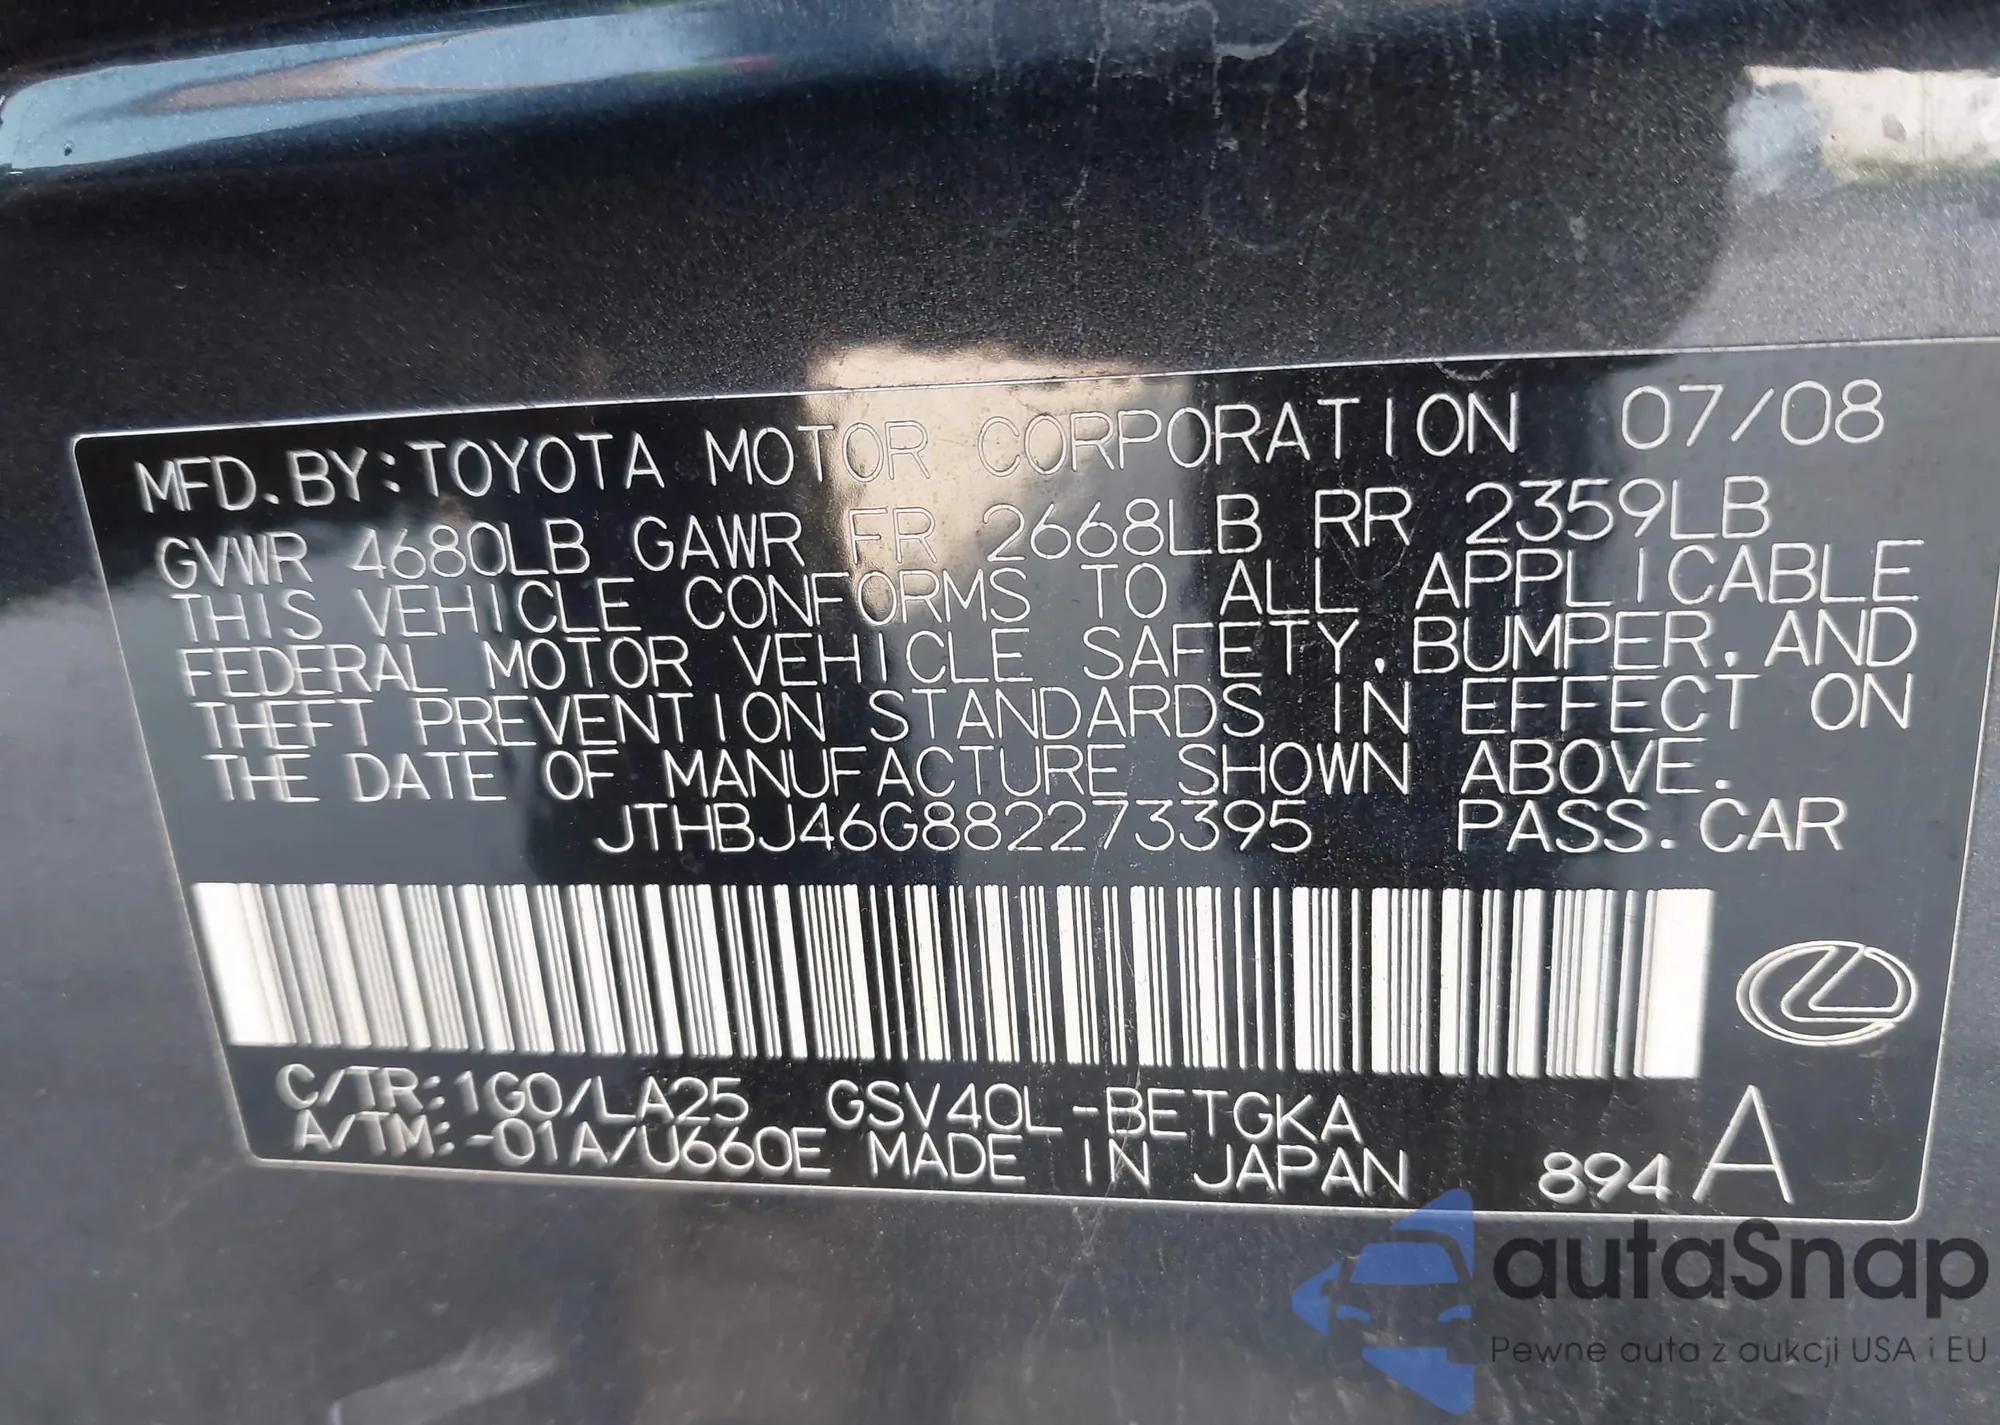 MFD.BY:TOYOTA MOTOR CORPORATION 07/08
GVWR 4680LB GAWR FR 2668LB RR 2359LB
THIS VEHICLE CONFORMS TO ALL APPLICABLE
FEDERAL MOTOR VEHICLE SAFETY,BUMPER,AND
THEFT PREVENTION STANDARDS IN EFFECT ON
THE DATE OF MANUFACTURE SHOWN ABOVE.
JTHBJ46G882273395 PASS.CAR
C/TR:1G0/LA25 GSV40L-BETGKA
A/TM:-01A/U660E MADE IN JAPAN 894 A
autaSnap
Pewne auta z aukcji USA i EU